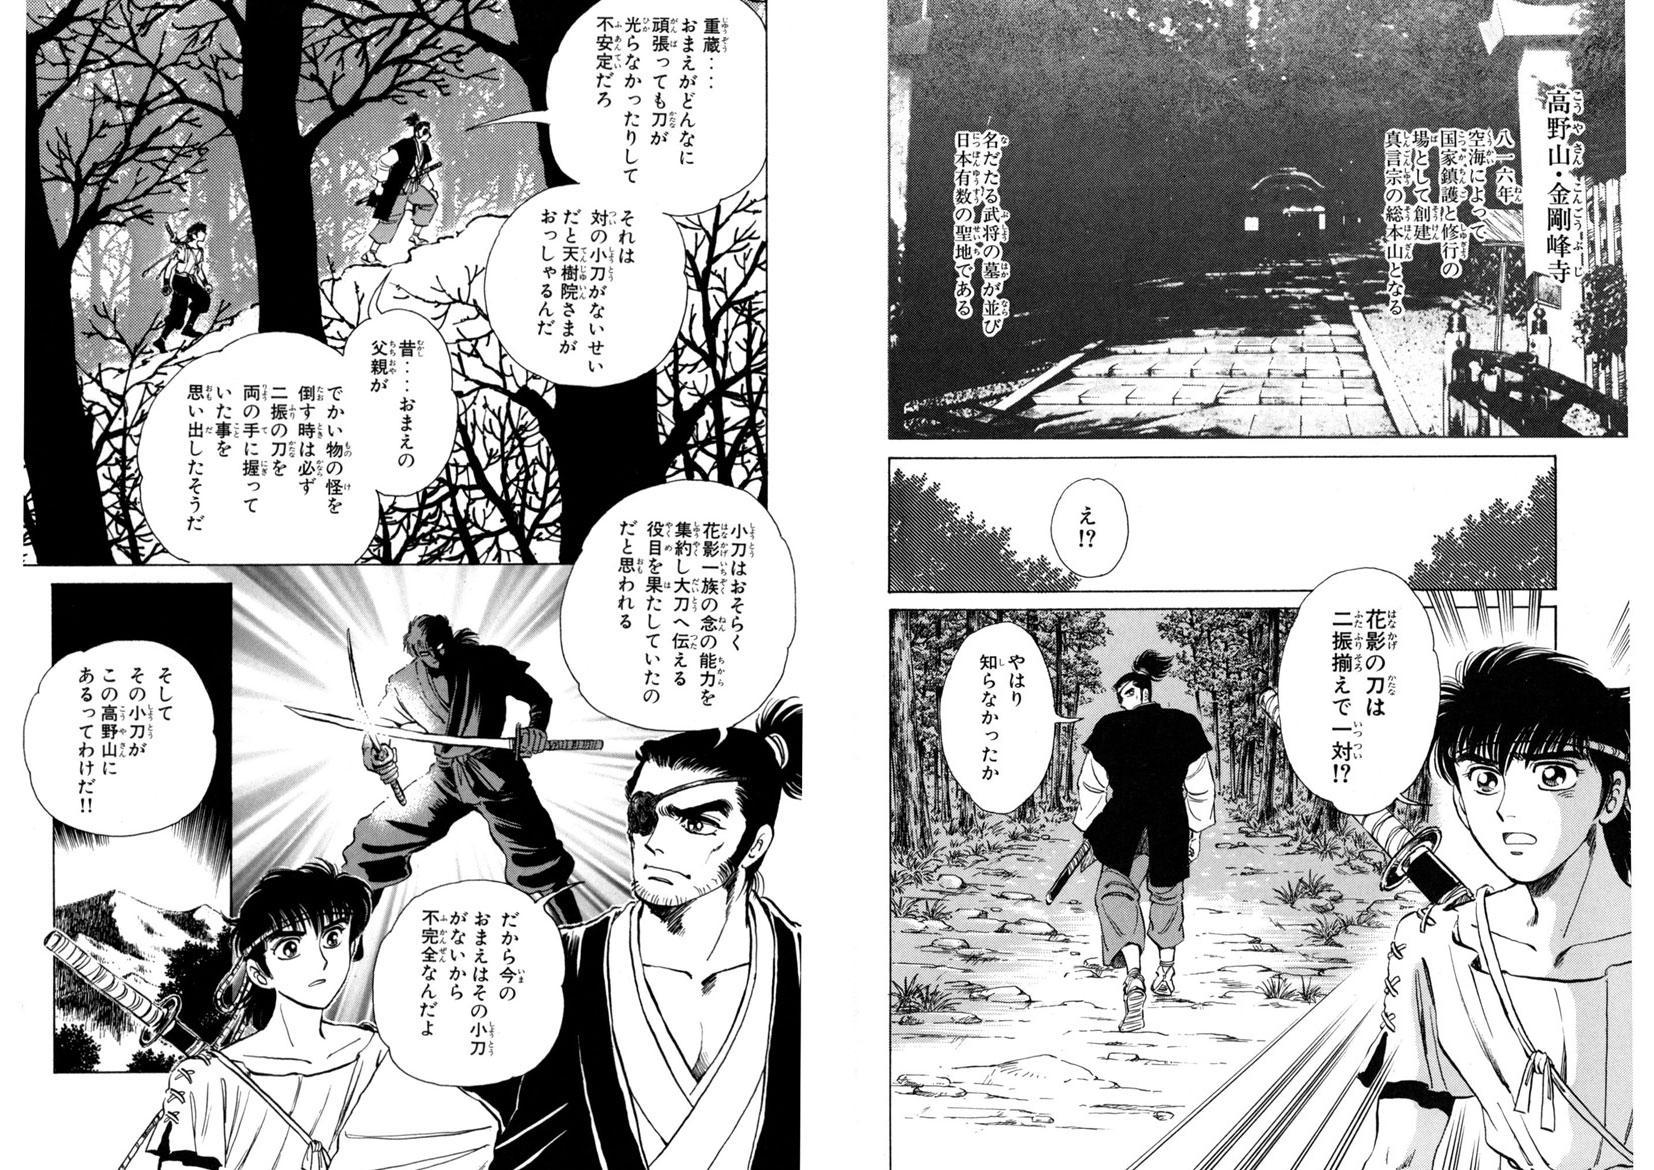 高野山・金剛峰寺
八一六年
空海によって
国家鎮護と修行の
場として創建
真言宗の総本山となる
名だたる武将の墓が並び
日本有数の聖地である
え!?
花影の刀は
二振揃えで一対!?
やはり
知らなかったか
重蔵‥‥
おまえがどんなに
頑張っても刀が
光らなかったりして
不安定だろ
それは
対の小刀がないせい
だと天樹院さまが
おっしゃるんだ
昔‥‥おまえの
父親が
でかい物の怪を
倒す時は必ず
二振の刀を
両の手に握って
いた事を
思い出したそうだ
小刀はおそらく
花影一族の念の能力を
集約し大刀へ伝える
役目を果たしていたの
だと思われる
だから今の
おまえはその小刀
がないから
不完全なんだよ
そして
その小刀が
この高野山に
あるってわけだ!!